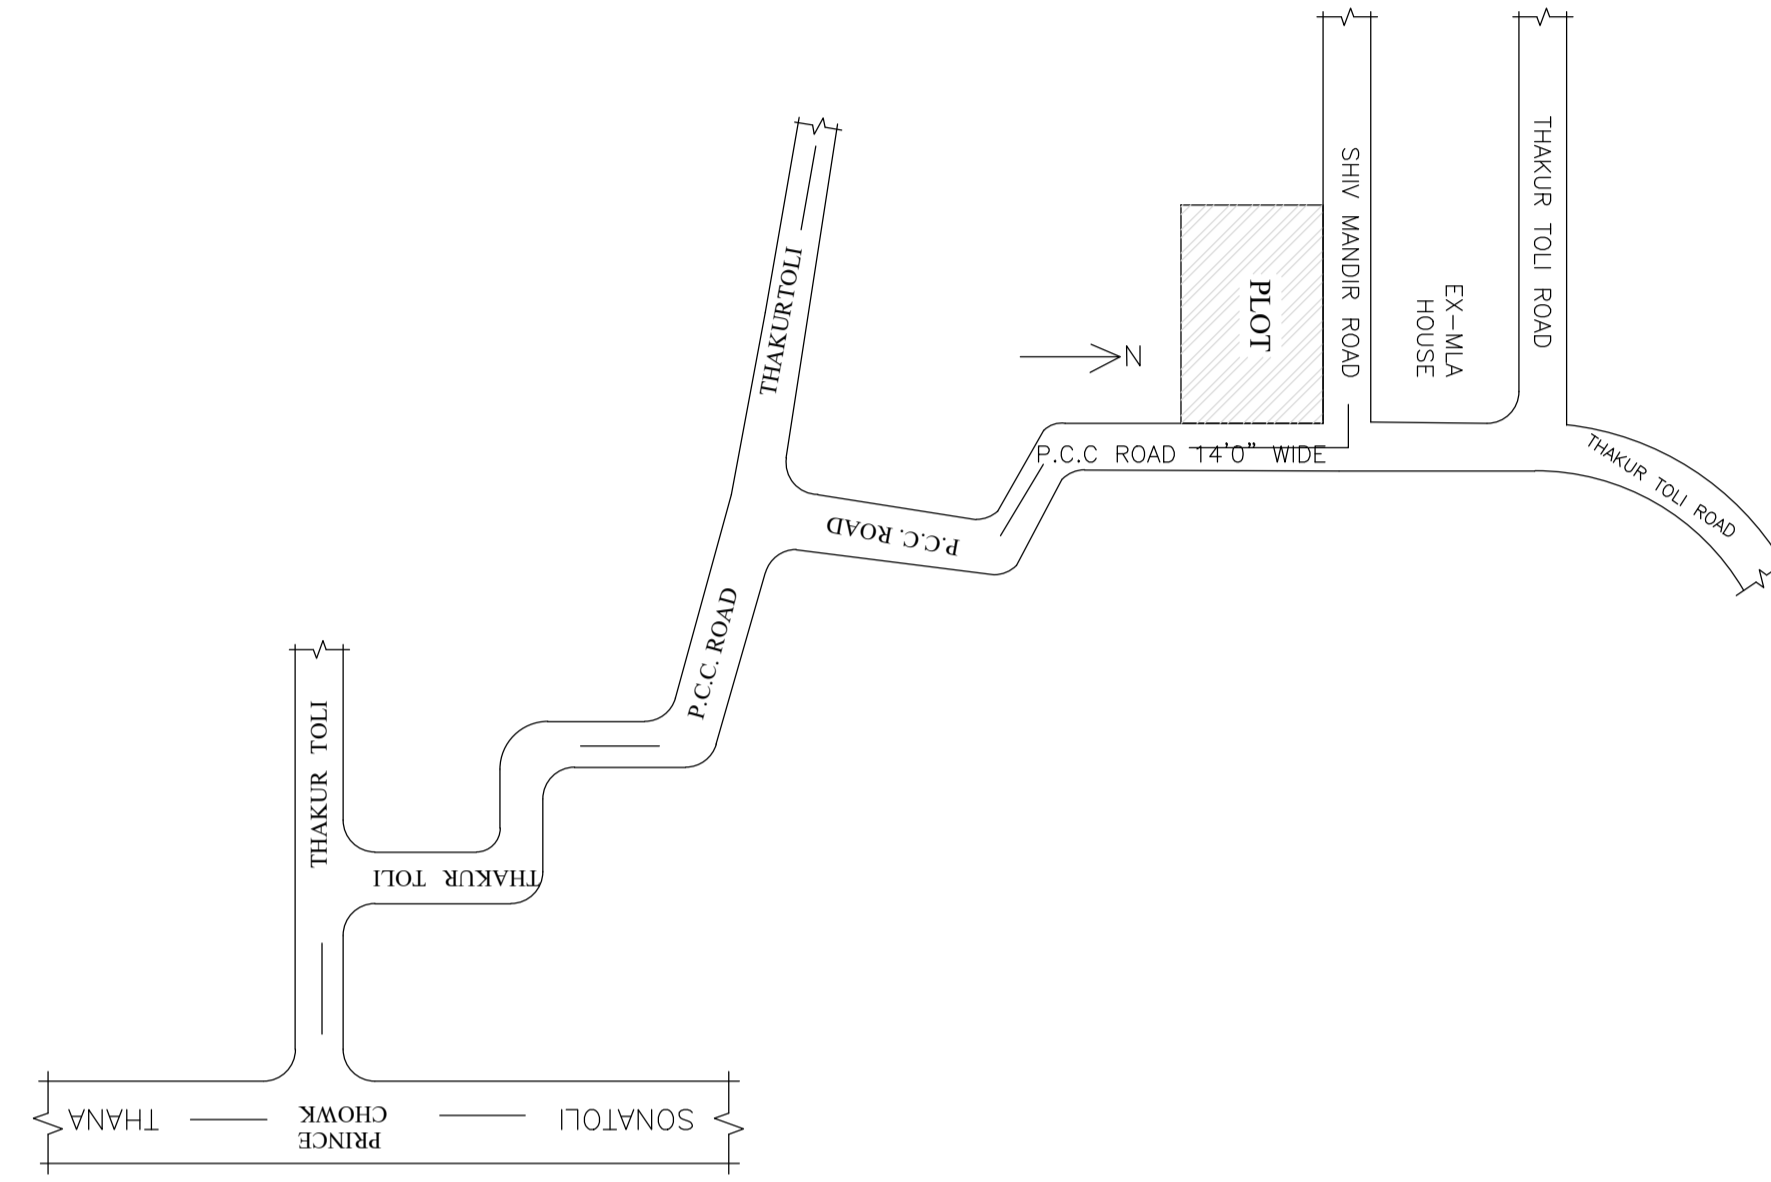 SHIV MANDIR ROAD
THAKUR TOLI ROAD
EX-MLA
HOUSE
PLOT
N
THAKURTOLI
P.C.C ROAD 14'0" WIDE
THAKUR TOLI ROAD
P.C.C. ROAD
P.C.C. ROAD
THAKUR TOLI
THAKUR TOLI
THANA
PRINCE
CHOWK
SONATOLI